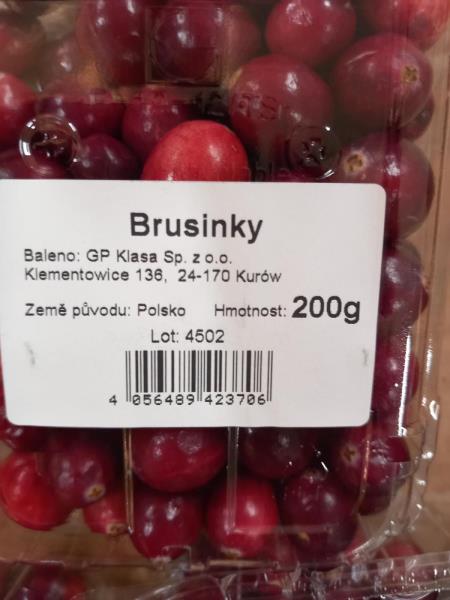 Brusinky
Baleno: GP Klasa Sp. z o.o.
Klementowice 136, 24-170 Kurów
Země původu: Polsko Hmotnost: 200g
Lot: 4502
4 056489 423706